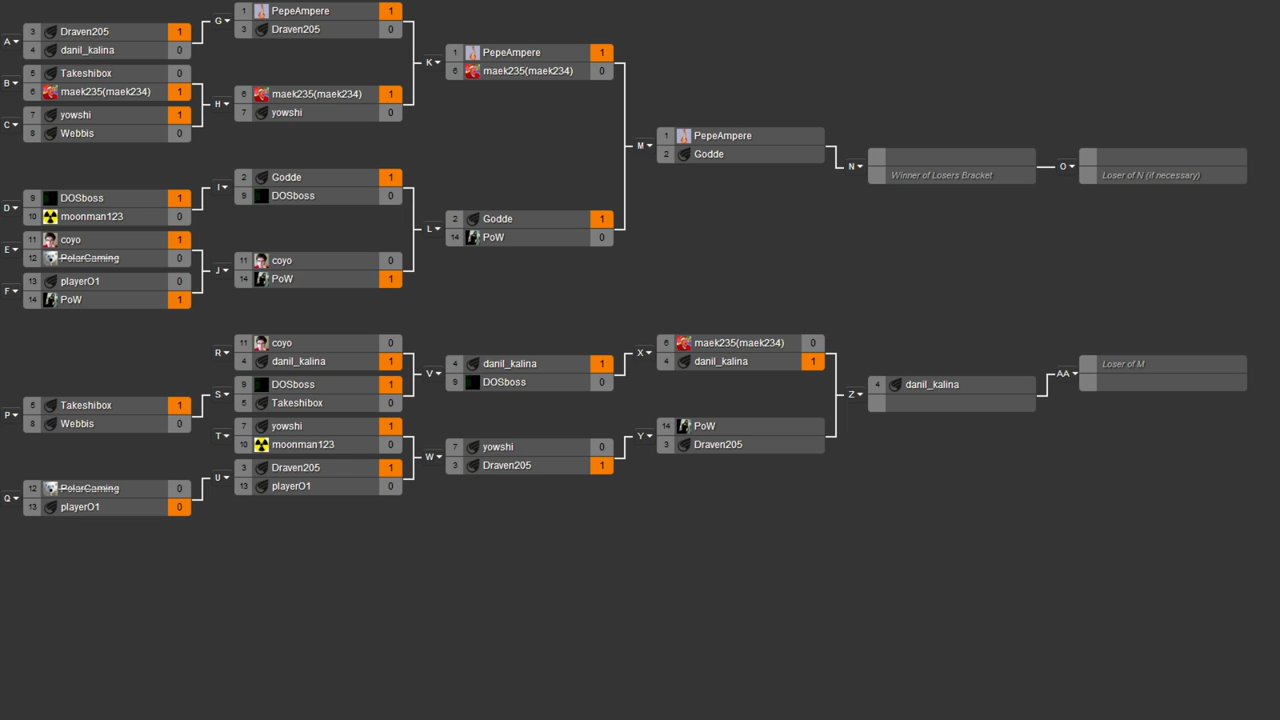 A
3 Draven205 1
4 danil_kalina 0
B
5 Takeshibox 0
6 maek235(maek234) 1
C
7 yowshi 1
8 Webbis 0
D
9 DOSboss 1
10 moonman123 0
E
11 coyo 1
12 PolarGaming 0
F
13 playerO1 0
14 PoW 1
G
1 PepeAmpere 1
3 Draven205 0
H
6 maek235(maek234) 1
7 yowshi 0
I
2 Godde 1
9 DOSboss 0
J
11 coyo 0
14 PoW 1
K
1 PepeAmpere 1
6 maek235(maek234) 0
L
2 Godde 1
14 PoW 0
M
1 PepeAmpere
2 Godde
N
Winner of Losers Bracket
O
Loser of N (if necessary)
P
5 Takeshibox 1
8 Webbis 0
Q
12 PolarGaming 0
13 playerO1 0
R
11 coyo 0
4 danil_kalina 1
S
9 DOSboss 1
5 Takeshibox 0
T
7 yowshi 1
10 moonman123 0
U
3 Draven205 1
13 playerO1 0
V
4 danil_kalina 1
9 DOSboss 0
W
7 yowshi 0
3 Draven205 1
X
6 maek235(maek234) 0
4 danil_kalina 1
Y
14 PoW
3 Draven205
Z
4 danil_kalina
AA
Loser of M